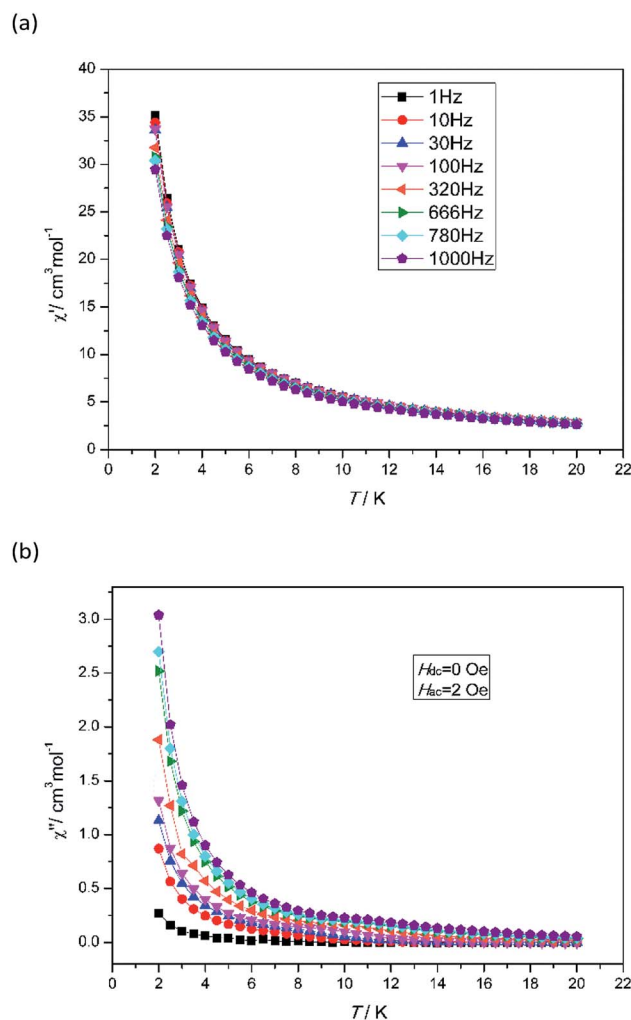 (a)
40
35
30
25
20
15
10
5
0
χ'/ cm³mol⁻¹
1Hz
10Hz
30Hz
100Hz
320Hz
666Hz
780Hz
1000Hz
0 2 4 6 8 10 12 14 16 18 20 22
T / K
(b)
3.0
2.5
2.0
1.5
1.0
0.5
0.0
χ''/ cm³mol⁻¹
Hdc=0 Oe
Hac=2 Oe
0 2 4 6 8 10 12 14 16 18 20 22
T / K